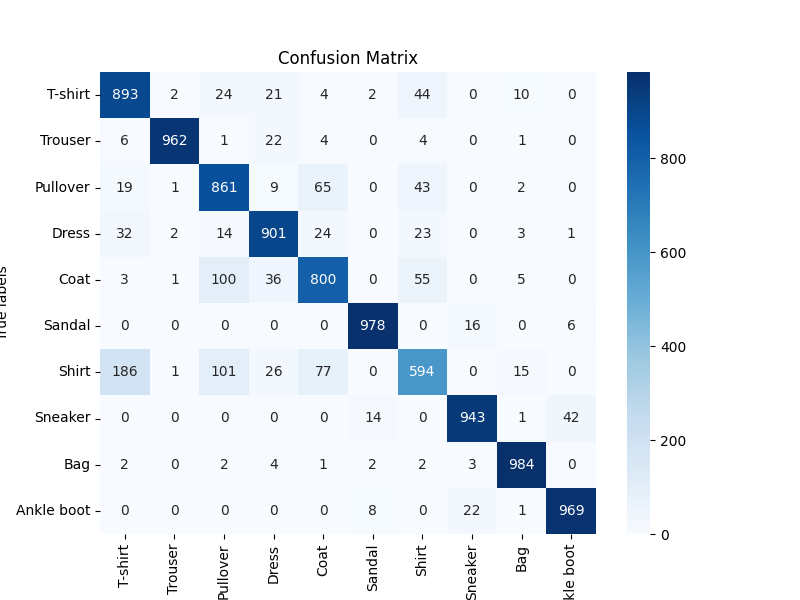 Confusion Matrix
T-shirt 893 2 24 21 4 2 44 0 10 0
Trouser 6 962 1 22 4 0 4 0 1 0
Pullover 19 1 861 9 65 0 43 0 2 0
Dress 32 2 14 901 24 0 23 0 3 1
Coat 3 1 100 36 800 0 55 0 5 0
Sandal 0 0 0 0 0 978 0 16 0 6
Shirt 186 1 101 26 77 0 594 0 15 0
Sneaker 0 0 0 0 0 14 0 943 1 42
Bag 2 0 2 4 1 2 2 3 984 0
Ankle boot 0 0 0 0 0 8 0 22 1 969
T-shirt Trouser Pullover Dress Coat Sandal Shirt Sneaker Bag kle boot
labels
800
600
400
200
0